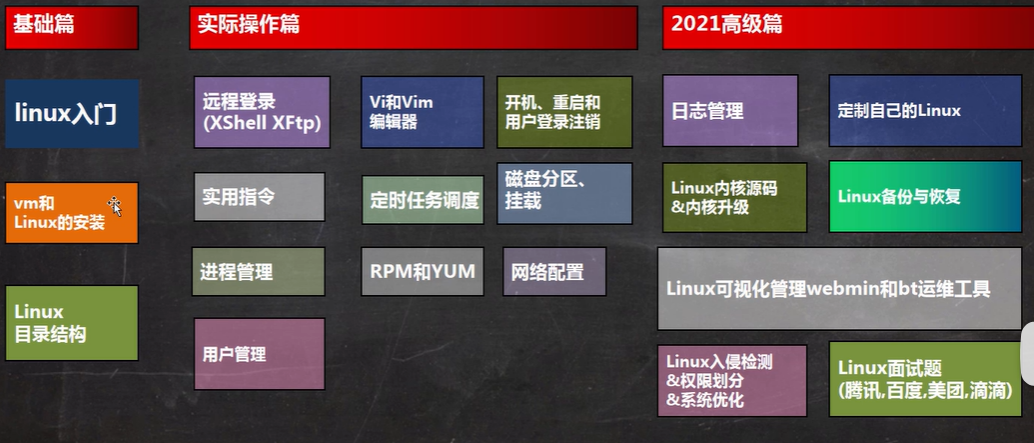 基础篇
linux入门
vm和
Linux的安装
Linux
目录结构
实际操作篇
远程登录
(XShell XFtp)
Vi和Vim
编辑器
开机、重启和
用户登录注销
实用指令
定时任务调度
磁盘分区、
挂载
进程管理
RPM和YUM
网络配置
用户管理
2021高级篇
日志管理
定制自己的Linux
Linux内核源码
&内核升级
Linux备份与恢复
Linux可视化管理webmin和bt运维工具
Linux入侵检测
&权限划分
&系统优化
Linux面试题
(腾讯,百度,美团,滴滴)